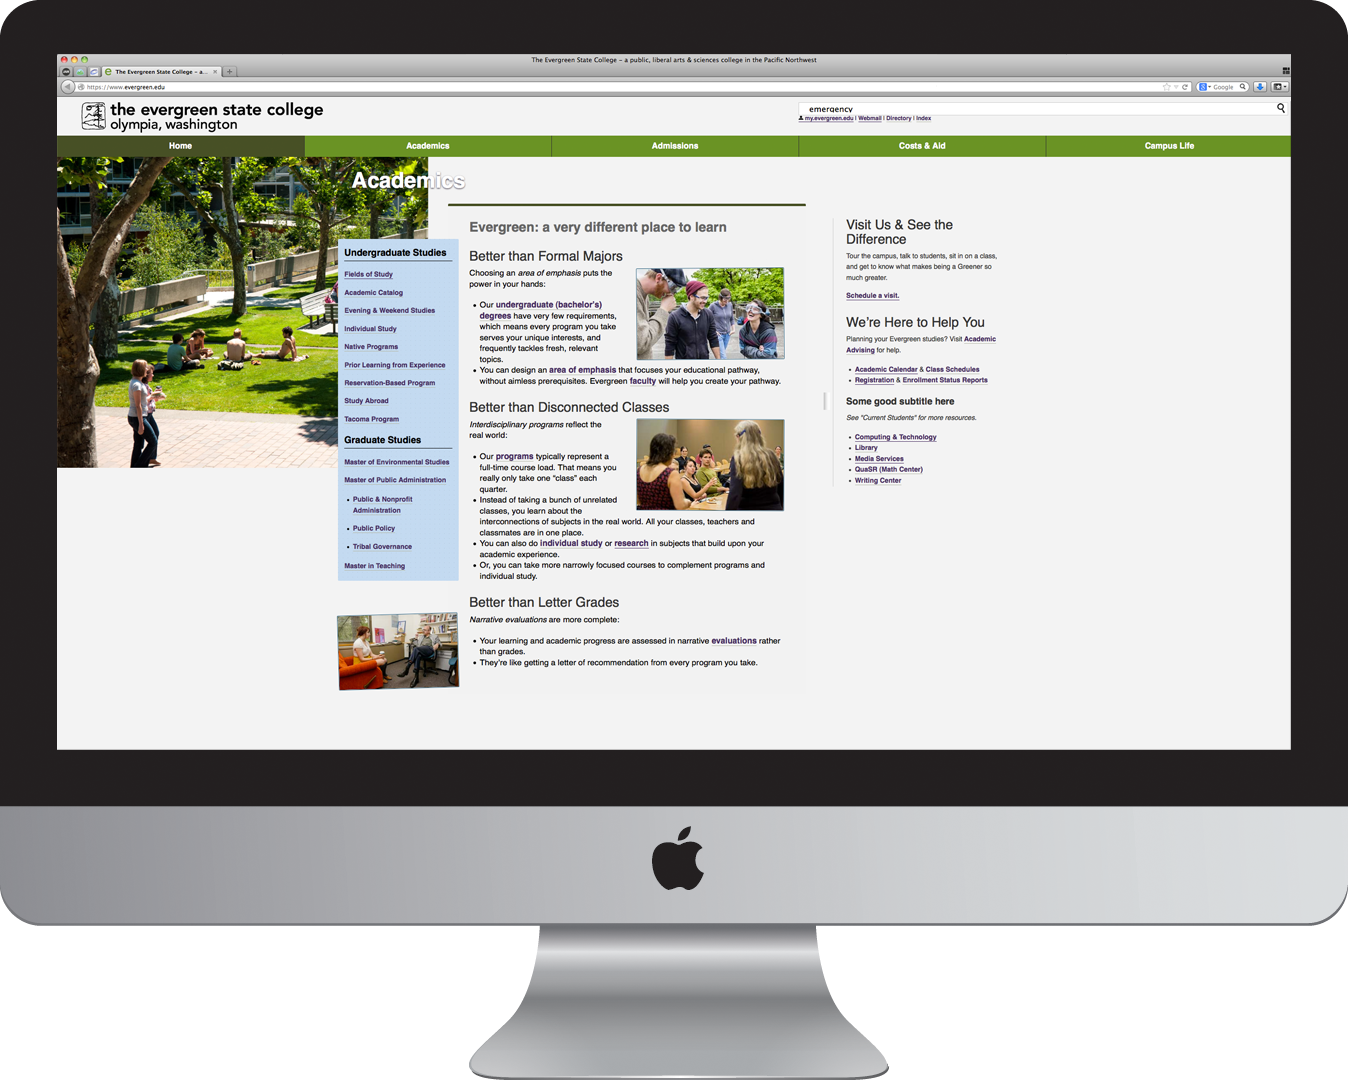 The Evergreen State College – a public, liberal arts & sciences college in the Pacific Northwest
The Evergreen State College – a...
https://www.evergreen.edu
Google
the evergreen state college
olympia, washington
emergency
my.evergreen.edu | Webmail | Directory | Index
Home
Academics
Admissions
Costs & Aid
Campus Life
Academics
Undergraduate Studies
Fields of Study
Academic Catalog
Evening & Weekend Studies
Individual Study
Native Programs
Prior Learning from Experience
Reservation-Based Program
Study Abroad
Tacoma Program
Graduate Studies
Master of Environmental Studies
Master of Public Administration
• Public & Nonprofit
Administration
• Public Policy
• Tribal Governance
Master in Teaching
Evergreen: a very different place to learn
Better than Formal Majors
Choosing an area of emphasis puts the
power in your hands:
• Our undergraduate (bachelor's)
degrees have very few requirements,
which means every program you take
serves your unique interests, and
frequently tackles fresh, relevant
topics.
• You can design an area of emphasis that focuses your educational pathway,
without aimless prerequisites. Evergreen faculty will help you create your pathway.
Better than Disconnected Classes
Interdisciplinary programs reflect the
real world:
• Our programs typically represent a
full-time course load. That means you
really only take one "class" each
quarter.
• Instead of taking a bunch of unrelated
classes, you learn about the
interconnections of subjects in the real world. All your classes, teachers and
classmates are in one place.
• You can also do individual study or research in subjects that build upon your
academic experience.
• Or, you can take more narrowly focused courses to complement programs and
individual study.
Better than Letter Grades
Narrative evaluations are more complete:
• Your learning and academic progress are assessed in narrative evaluations rather
than grades.
• They're like getting a letter of recommendation from every program you take.
Visit Us & See the
Difference
Tour the campus, talk to students, sit in on a class,
and get to know what makes being a Greener so
much greater.
Schedule a visit.
We're Here to Help You
Planning your Evergreen studies? Visit Academic
Advising for help.
• Academic Calendar & Class Schedules
• Registration & Enrollment Status Reports
Some good subtitle here
See "Current Students" for more resources.
• Computing & Technology
• Library
• Media Services
• QuaSR (Math Center)
• Writing Center